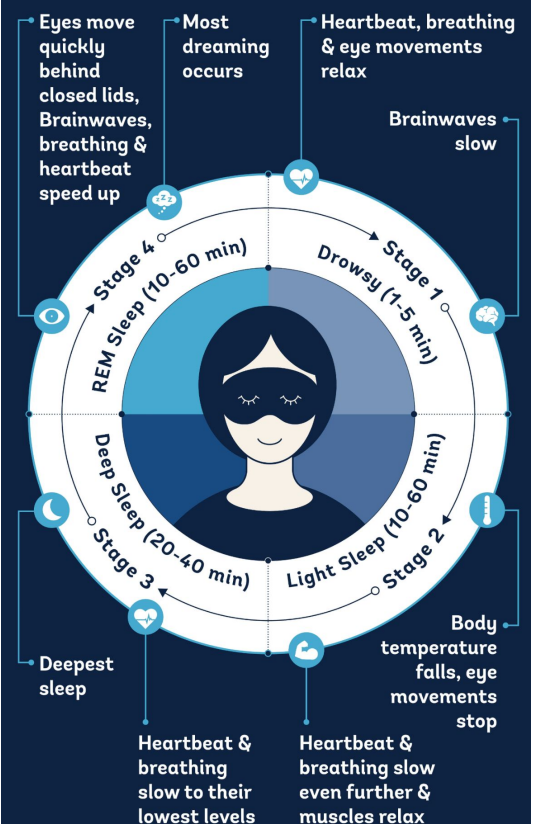 Eyes move
quickly
behind
closed lids,
Brainwaves,
breathing &
heartbeat
speed up
Most
dreaming
occurs
Heartbeat, breathing
& eye movements
relax
Brainwaves
slow
zzz
Stage 4
REM Sleep (10-60 min)
Stage 1
Drowsy (1-5 min)
Stage 2
Light Sleep (10-60 min)
Stage 3
Deep Sleep (20-40 min)
Body
temperature
falls, eye
movements
stop
Deepest
sleep
Heartbeat &
breathing
slow to their
lowest levels
Heartbeat &
breathing slow
even further &
muscles relax